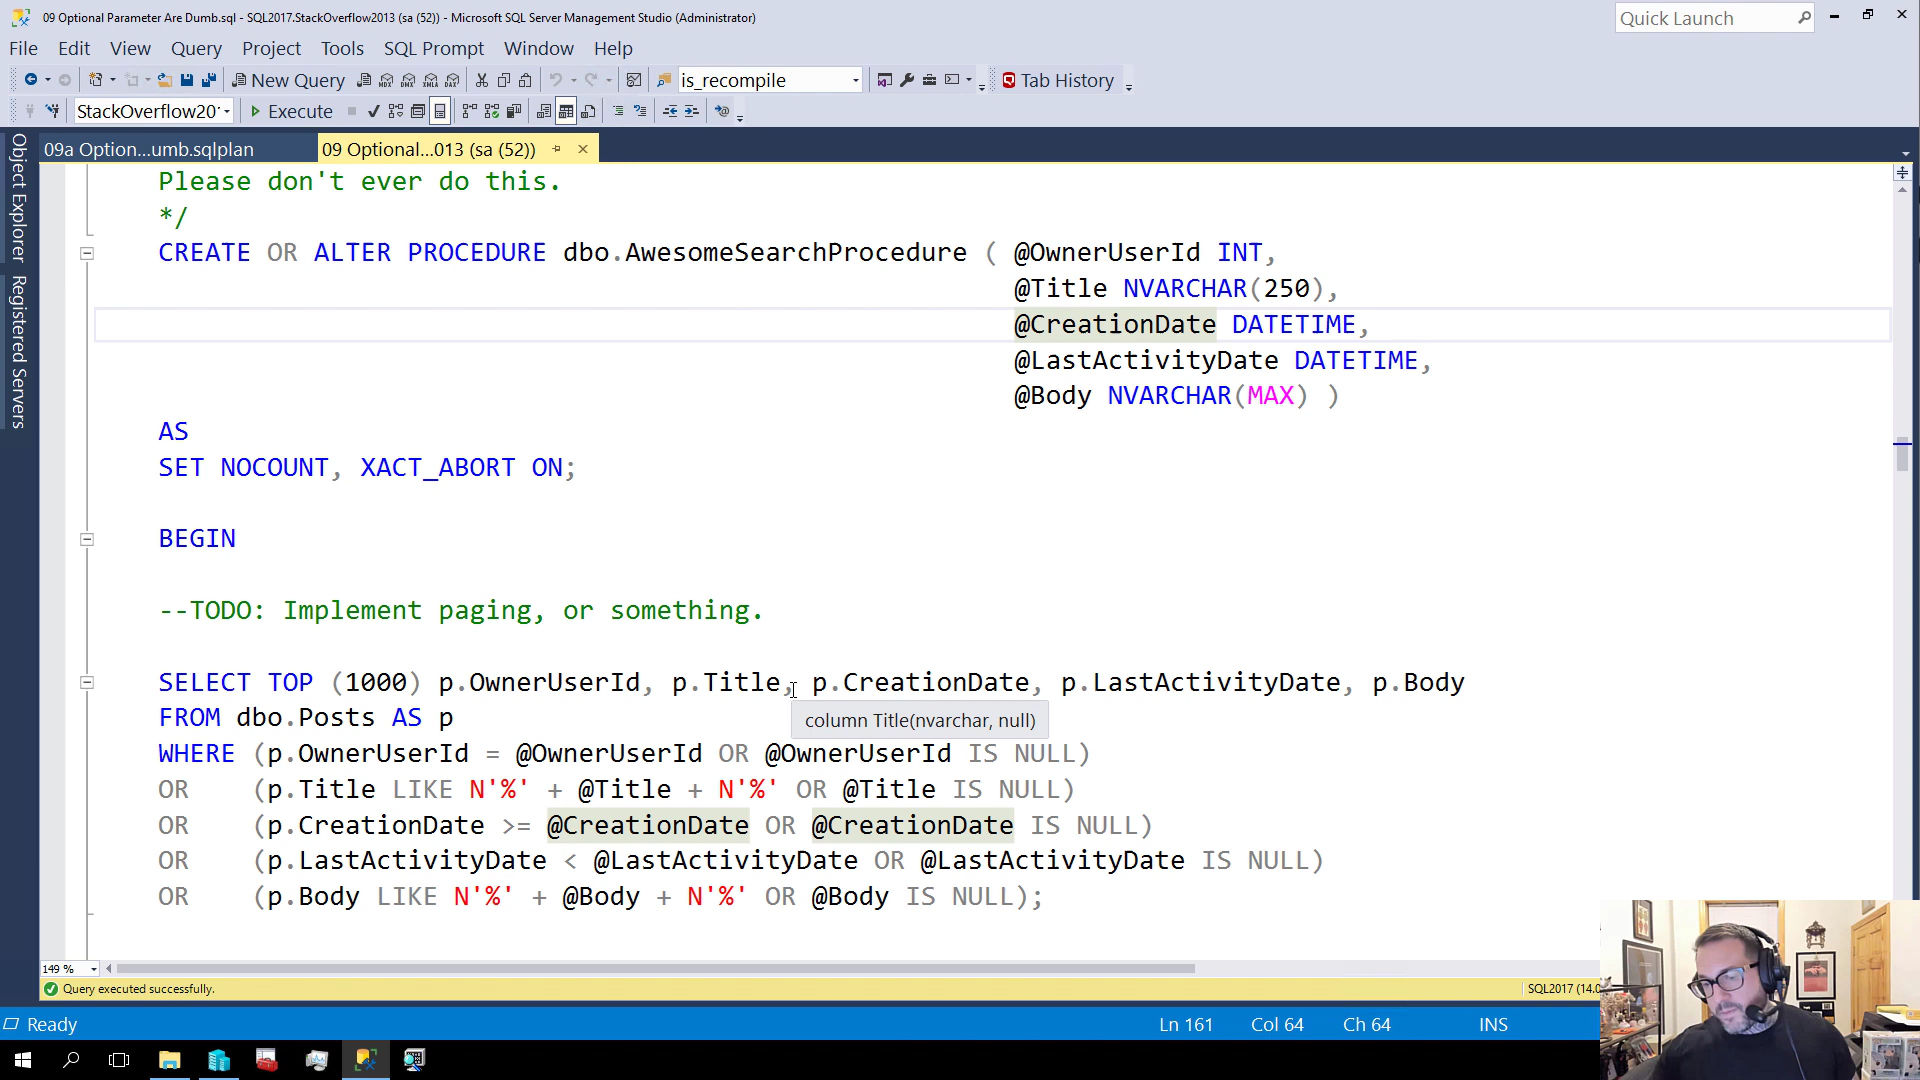 09 Optional Parameter Are Dumb.sql - SQL2017.StackOverflow2013 (sa (52)) - Microsoft SQL Server Management Studio (Administrator)
Quick Launch
File Edit View Query Project Tools SQL Prompt Window Help
New Query is_recompile Tab History
StackOverflow20 Execute
09a Option...umb.sqlplan 09 Optional...013 (sa (52))
Object Explorer
Registered Servers
Please don't ever do this.
*/
CREATE OR ALTER PROCEDURE dbo.AwesomeSearchProcedure ( @OwnerUserId INT,
@Title NVARCHAR(250),
@CreationDate DATETIME,
@LastActivityDate DATETIME,
@Body NVARCHAR(MAX) )
AS
SET NOCOUNT, XACT_ABORT ON;
BEGIN
--TODO: Implement paging, or something.
SELECT TOP (1000) p.OwnerUserId, p.Title, p.CreationDate, p.LastActivityDate, p.Body
FROM dbo.Posts AS p
column Title(nvarchar, null)
WHERE (p.OwnerUserId = @OwnerUserId OR @OwnerUserId IS NULL)
OR (p.Title LIKE N'%' + @Title + N'%' OR @Title IS NULL)
OR (p.CreationDate >= @CreationDate OR @CreationDate IS NULL)
OR (p.LastActivityDate < @LastActivityDate OR @LastActivityDate IS NULL)
OR (p.Body LIKE N'%' + @Body + N'%' OR @Body IS NULL);
149 %
Query executed successfully. SQL2017 (14.0
Ready Ln 161 Col 64 Ch 64 INS